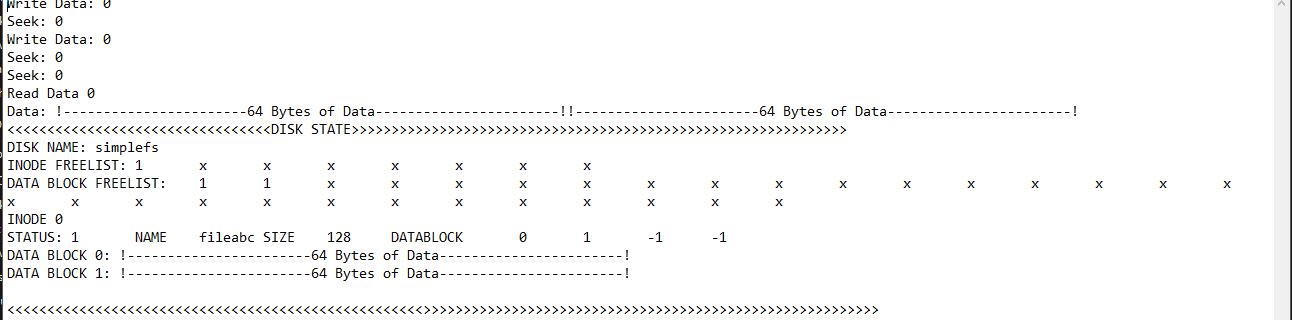 Write Data: 0
Seek: 0
Write Data: 0
Seek: 0
Seek: 0
Read Data 0
Data: !-----------------------64 Bytes of Data-----------------------!!-----------------------64 Bytes of Data-----------------------!
<<<<<<<<<<<<<<<<<<<<<<<<<<<<<<<<<DISK STATE>>>>>>>>>>>>>>>>>>>>>>>>>>>>>>>>>>>>>>>>>>>>>>>>>>>>>>>>>>>>>>
DISK NAME: simplefs
INODE FREELIST: 1 x x x x x x x
DATA BLOCK FREELIST: 1 1 x x x x x x x x x x x x x x x
x x x x x x x x x x x x x
INODE 0
STATUS: 1 NAME fileabc SIZE 128 DATABLOCK 0 1 -1 -1
DATA BLOCK 0: !-----------------------64 Bytes of Data-----------------------!
DATA BLOCK 1: !-----------------------64 Bytes of Data-----------------------!
<<<<<<<<<<<<<<<<<<<<<<<<<<<<<<<<<<<<<<<<<<<<<<<<<<<<>>>>>>>>>>>>>>>>>>>>>>>>>>>>>>>>>>>>>>>>>>>>>>>>>>>>>>>>>